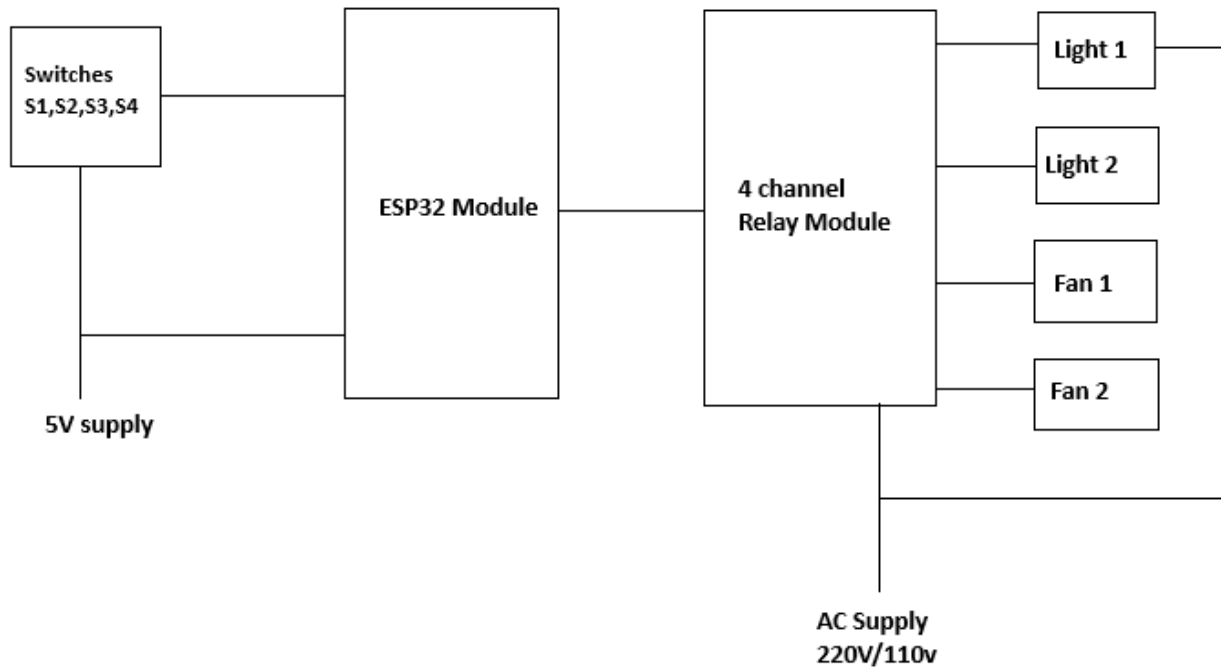 Switches
S1,S2,S3,S4
ESP32 Module
4 channel
Relay Module
Light 1
Light 2
Fan 1
Fan 2
5V supply
AC Supply
220V/110v